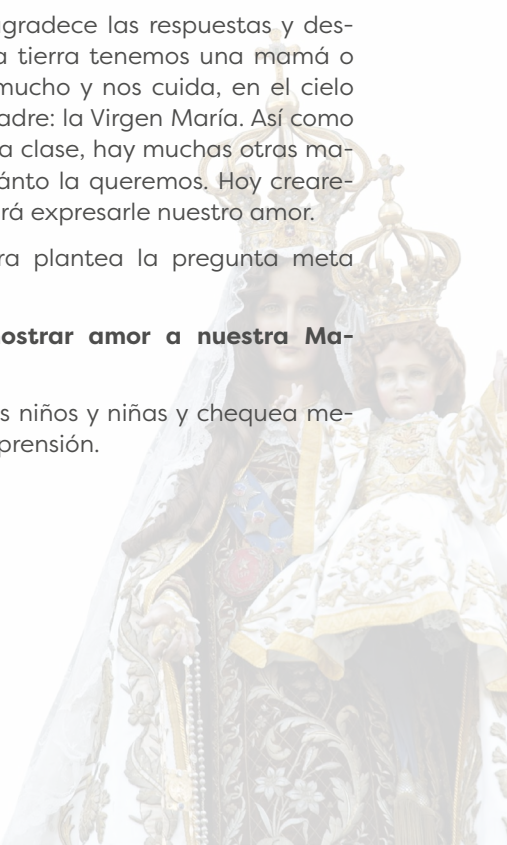 gradece las respuestas y des-
a tierra tenemos una mamá o
mucho y nos cuida, en el cielo
adre: la Virgen María. Así como
a clase, hay muchas otras ma-
ánto la queremos. Hoy creare-
rá expresarle nuestro amor.
ra plantea la pregunta meta
ostrar amor a nuestra Ma-
s niños y niñas y chequea me-
prensión.